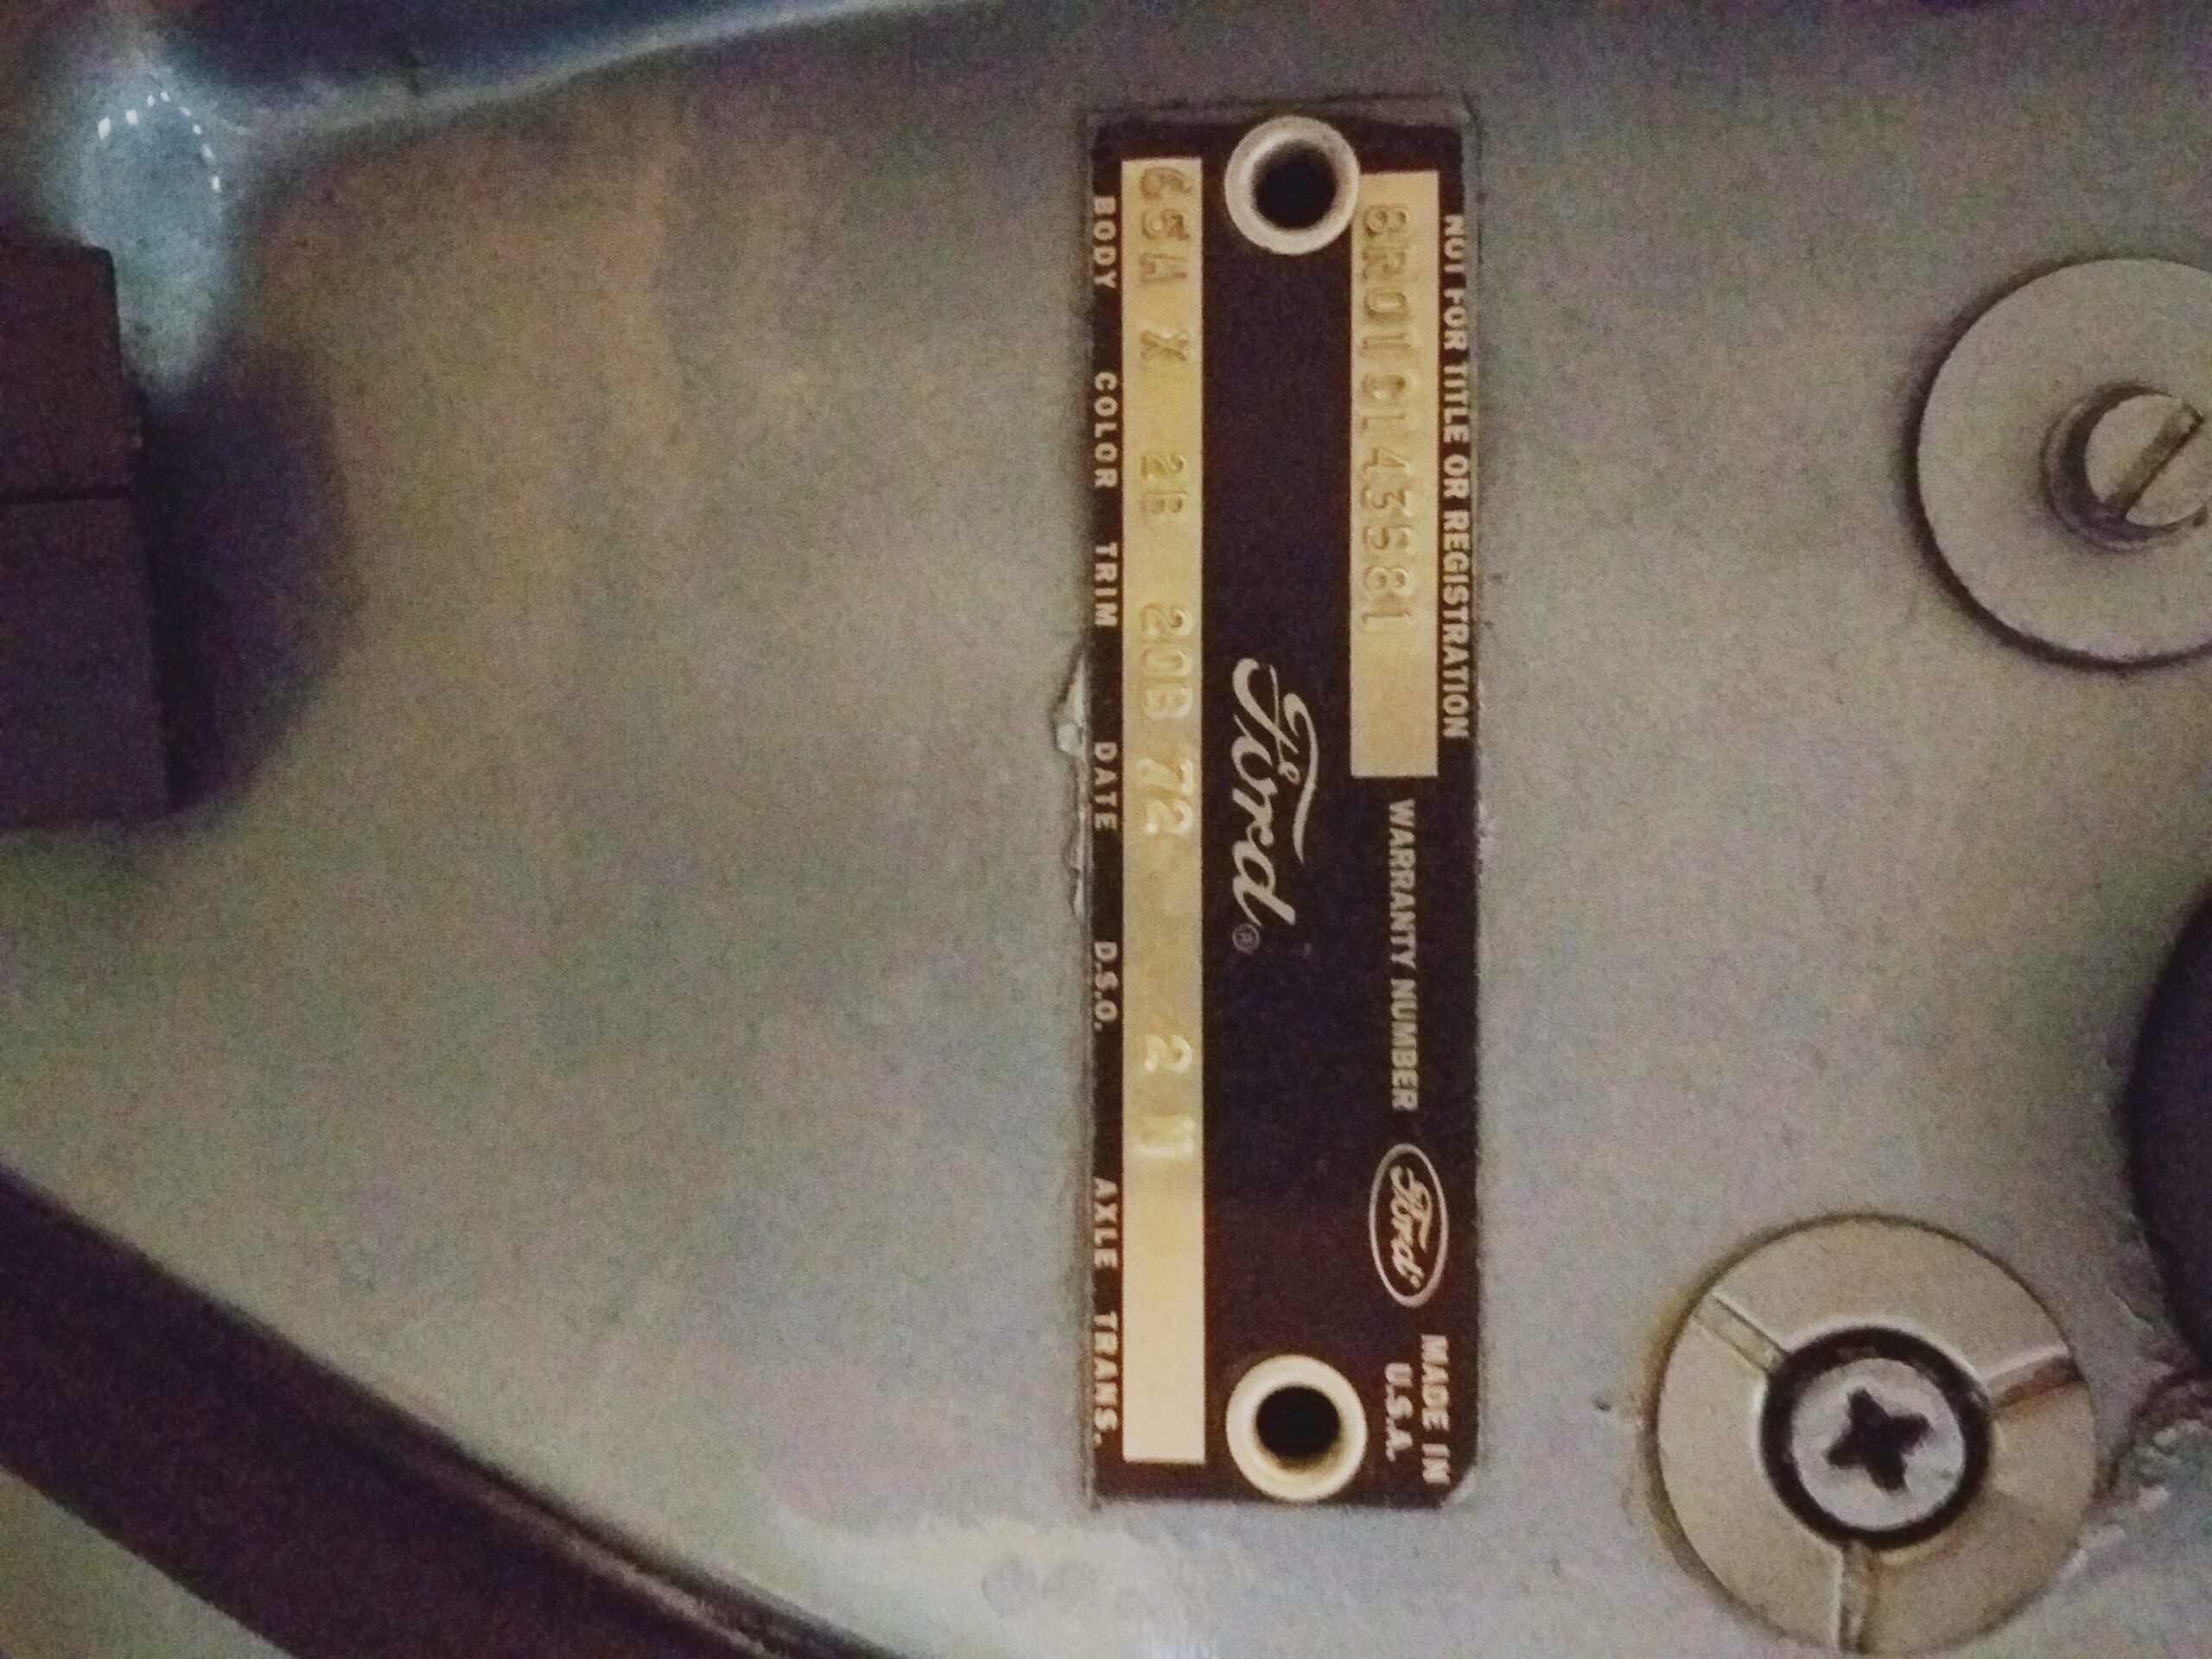 NOT FOR TITLE OR REGISTRATION
8R01C143581 WARRANTY NUMBER Ford MADE IN
U.S.A.
Ford®
65A X 2B 20B 72 2
BODY COLOR TRIM DATE D.S.O. AXLE TRANS.